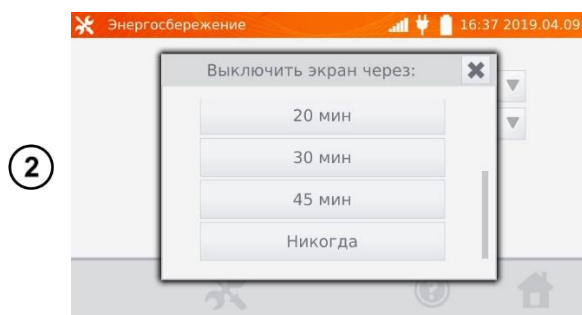 Энергосбережение 16:37 2019.04.09
Выключить экран через:
20 мин
30 мин
2
45 мин
Никогда